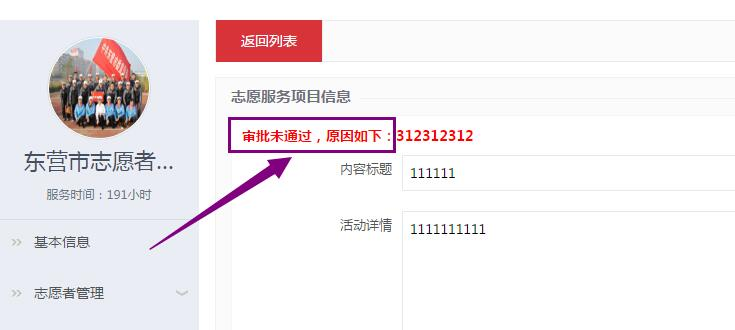 返回列表
志愿服务项目信息
审批未通过，原因如下：312312312
东营市志愿者...
服务时间：191小时
内容标题
111111
活动详情
1111111111
基本信息
志愿者管理